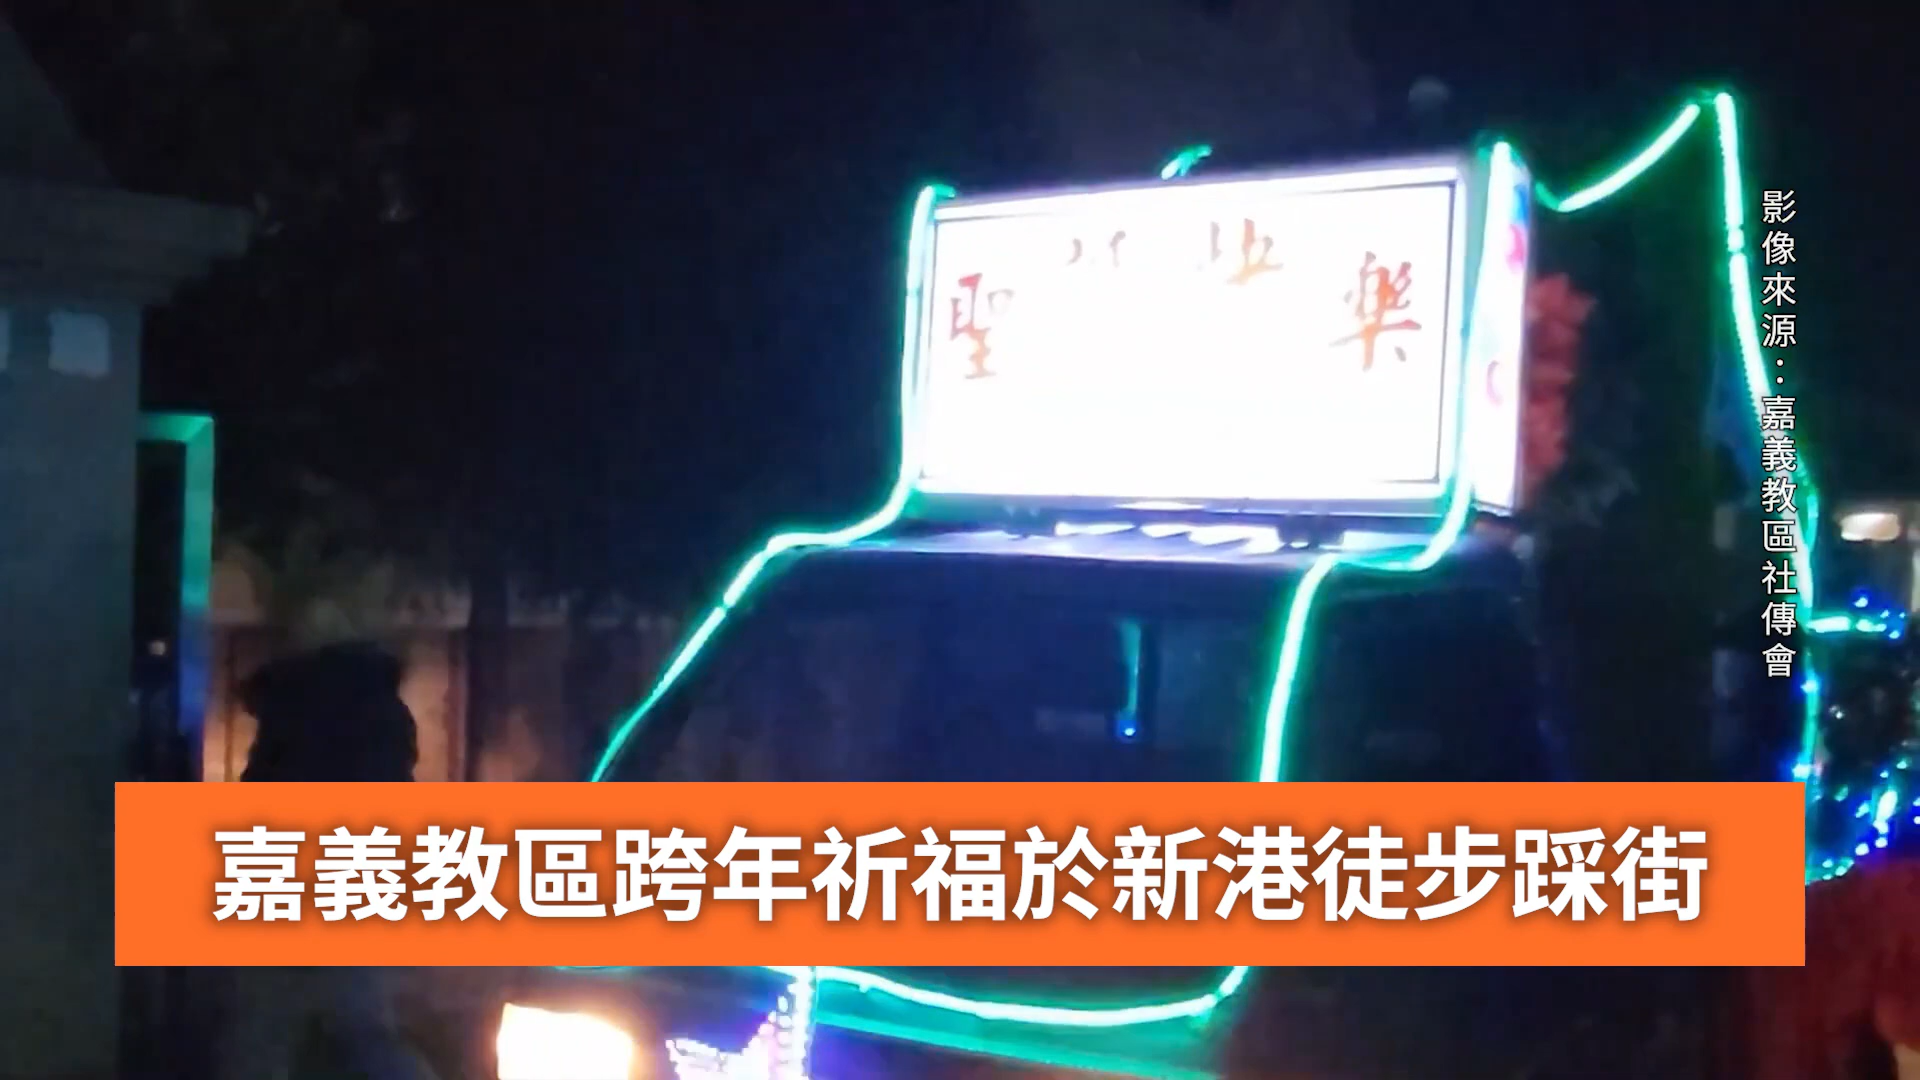 聖 樂
影像來源：嘉義教區社傳會
嘉義教區跨年祈福於新港徒步踩街